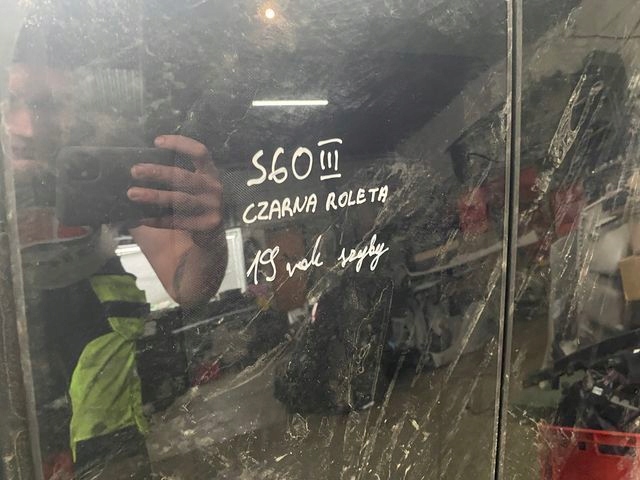 S60 III
CZARNA ROLETA
19 rok szyby